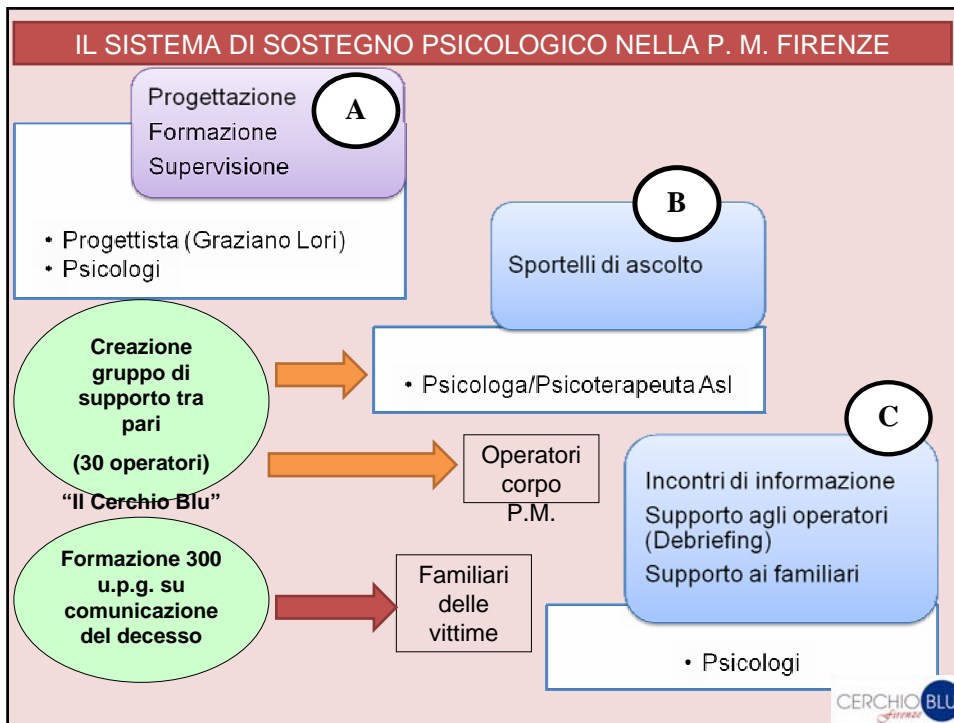 IL SISTEMA DI SOSTEGNO PSICOLOGICO NELLA P. M. FIRENZE
Progettazione
Formazione
Supervisione
A
• Progettista (Graziano Lori)
• Psicologi
B
Sportelli di ascolto
• Psicologa/Psicoterapeuta Asl
Creazione
gruppo di
supporto tra
pari
(30 operatori)
“Il Cerchio Blu”
Operatori
corpo
P.M.
C
Incontri di informazione
Supporto agli operatori
(Debriefing)
Supporto ai familiari
• Psicologi
Formazione 300
u.p.g. su
comunicazione
del decesso
Familiari
delle
vittime
CERCHIO BLU
Firenze